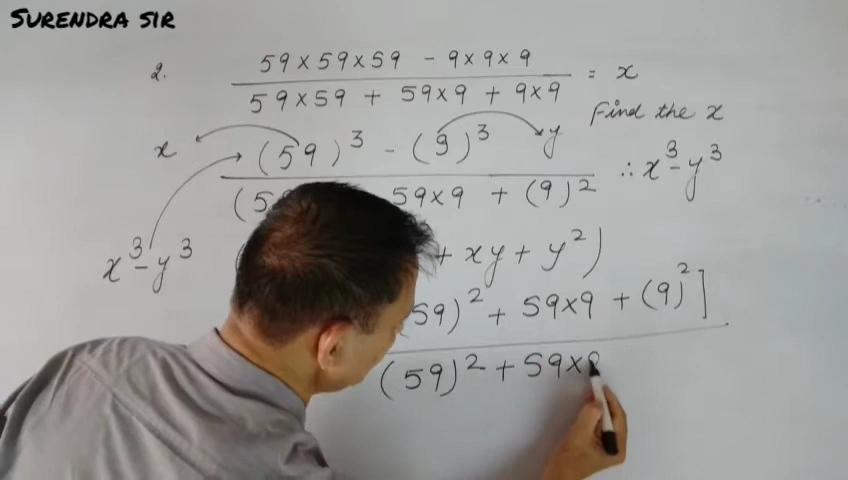 SURENDRA SIR
2. 59×59×59 - 9×9×9
59×59 + 59×9 + 9×9
= x
Find the x
x (59)³ - (9)³ y
(5 59×9 + (9)²
∴ x³-y³
x³-y³ ( + xy + y²)
59)² + 59×9 + (9)²]
(59)² + 59×9